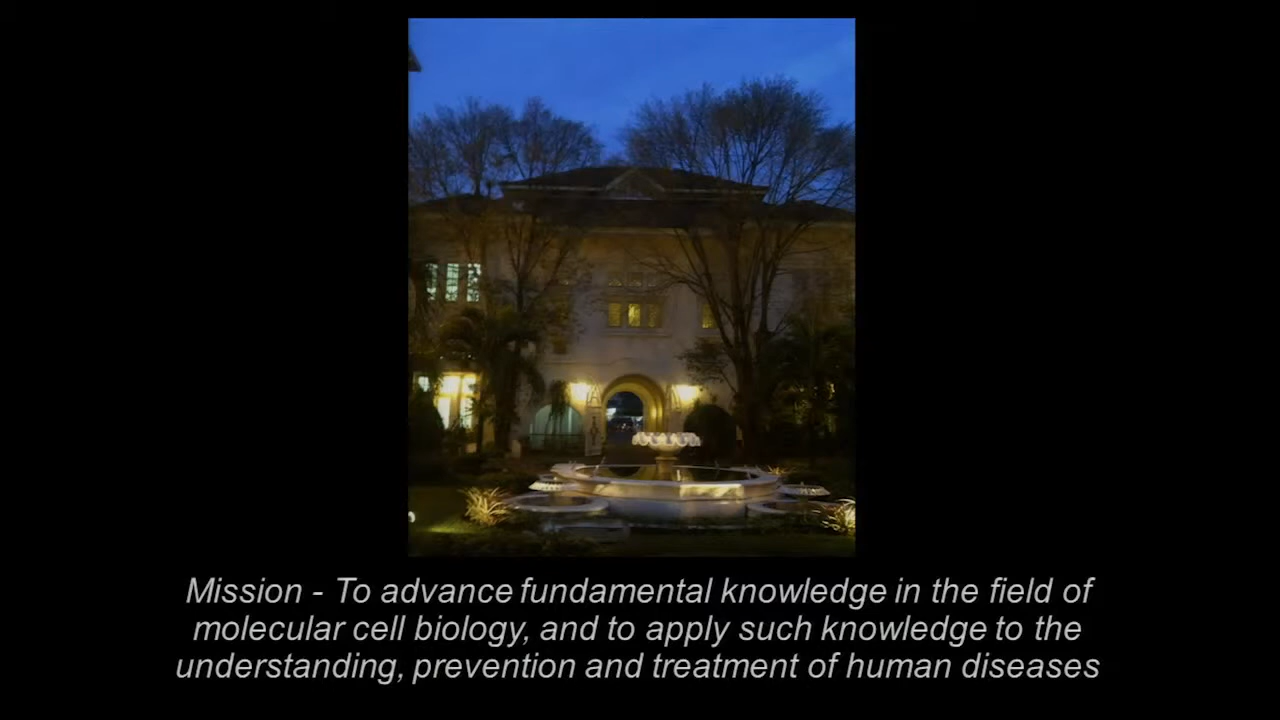 Mission - To advance fundamental knowledge in the field of
molecular cell biology, and to apply such knowledge to the
understanding, prevention and treatment of human diseases